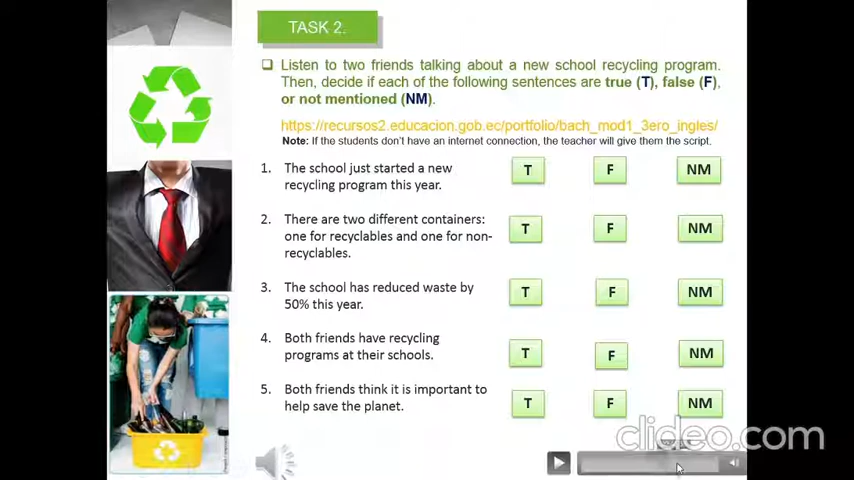 TASK 2.
❑ Listen to two friends talking about a new school recycling program.
Then, decide if each of the following sentences are true (T), false (F),
or not mentioned (NM).
https://recursos2.educacion.gob.ec/portfolio/bach_mod1_3ero_ingles/
Note: If the students don't have an internet connection, the teacher will give them the script.
1. The school just started a new
recycling program this year.
T F NM
2. There are two different containers:
one for recyclables and one for non-
recyclables.
T F NM
3. The school has reduced waste by
50% this year.
T F NM
4. Both friends have recycling
programs at their schools.
T F NM
5. Both friends think it is important to
help save the planet.
T F NM
clideo.com